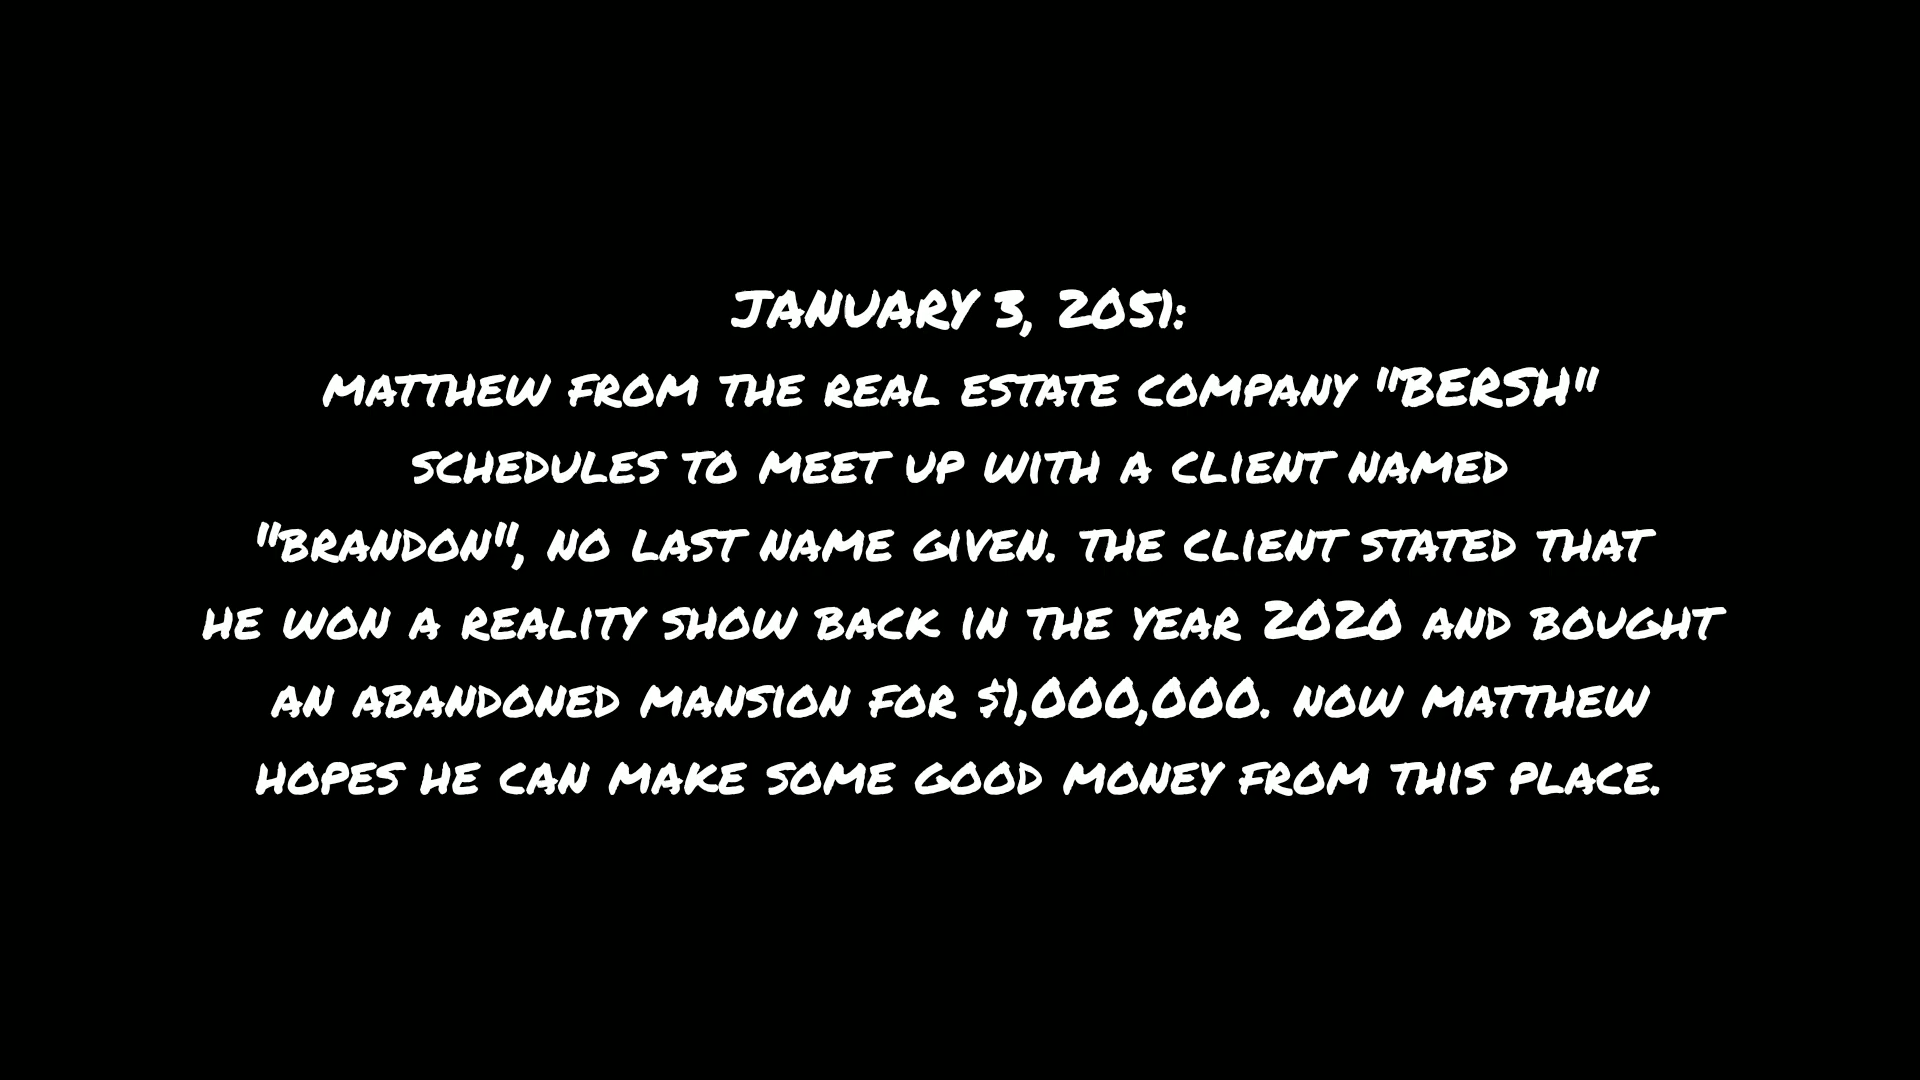 JANUARY 3, 2051:
MATTHEW FROM THE REAL ESTATE COMPANY "BERSH"
SCHEDULES TO MEET UP WITH A CLIENT NAMED
"BRANDON", NO LAST NAME GIVEN. THE CLIENT STATED THAT
HE WON A REALITY SHOW BACK IN THE YEAR 2020 AND BOUGHT
AN ABANDONED MANSION FOR $1,000,000. NOW MATTHEW
HOPES HE CAN MAKE SOME GOOD MONEY FROM THIS PLACE.